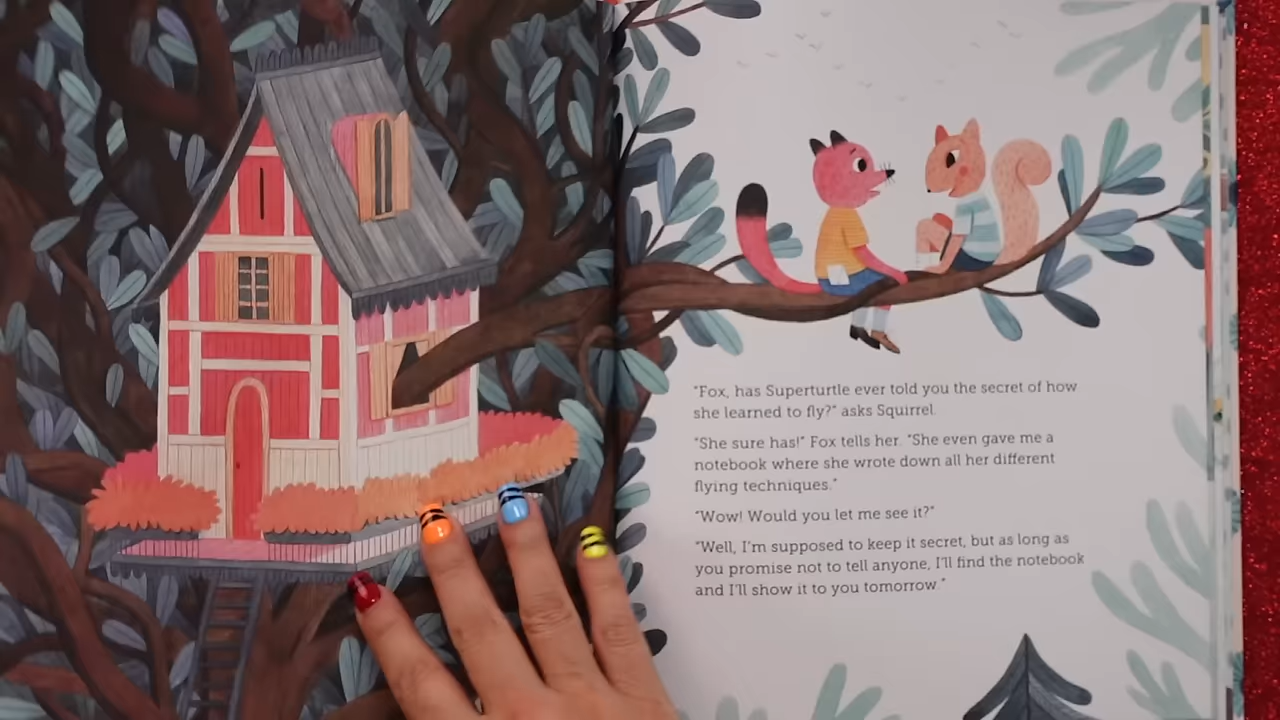 "Fox, has Superturtle ever told you the secret of how
she learned to fly?" asks Squirrel.
"She sure has!" Fox tells her. "She even gave me a
notebook where she wrote down all her different
flying techniques."
"Wow! Would you let me see it?"
"Well, I'm supposed to keep it secret, but as long as
you promise not to tell anyone, I'll find the notebook
and I'll show it to you tomorrow."